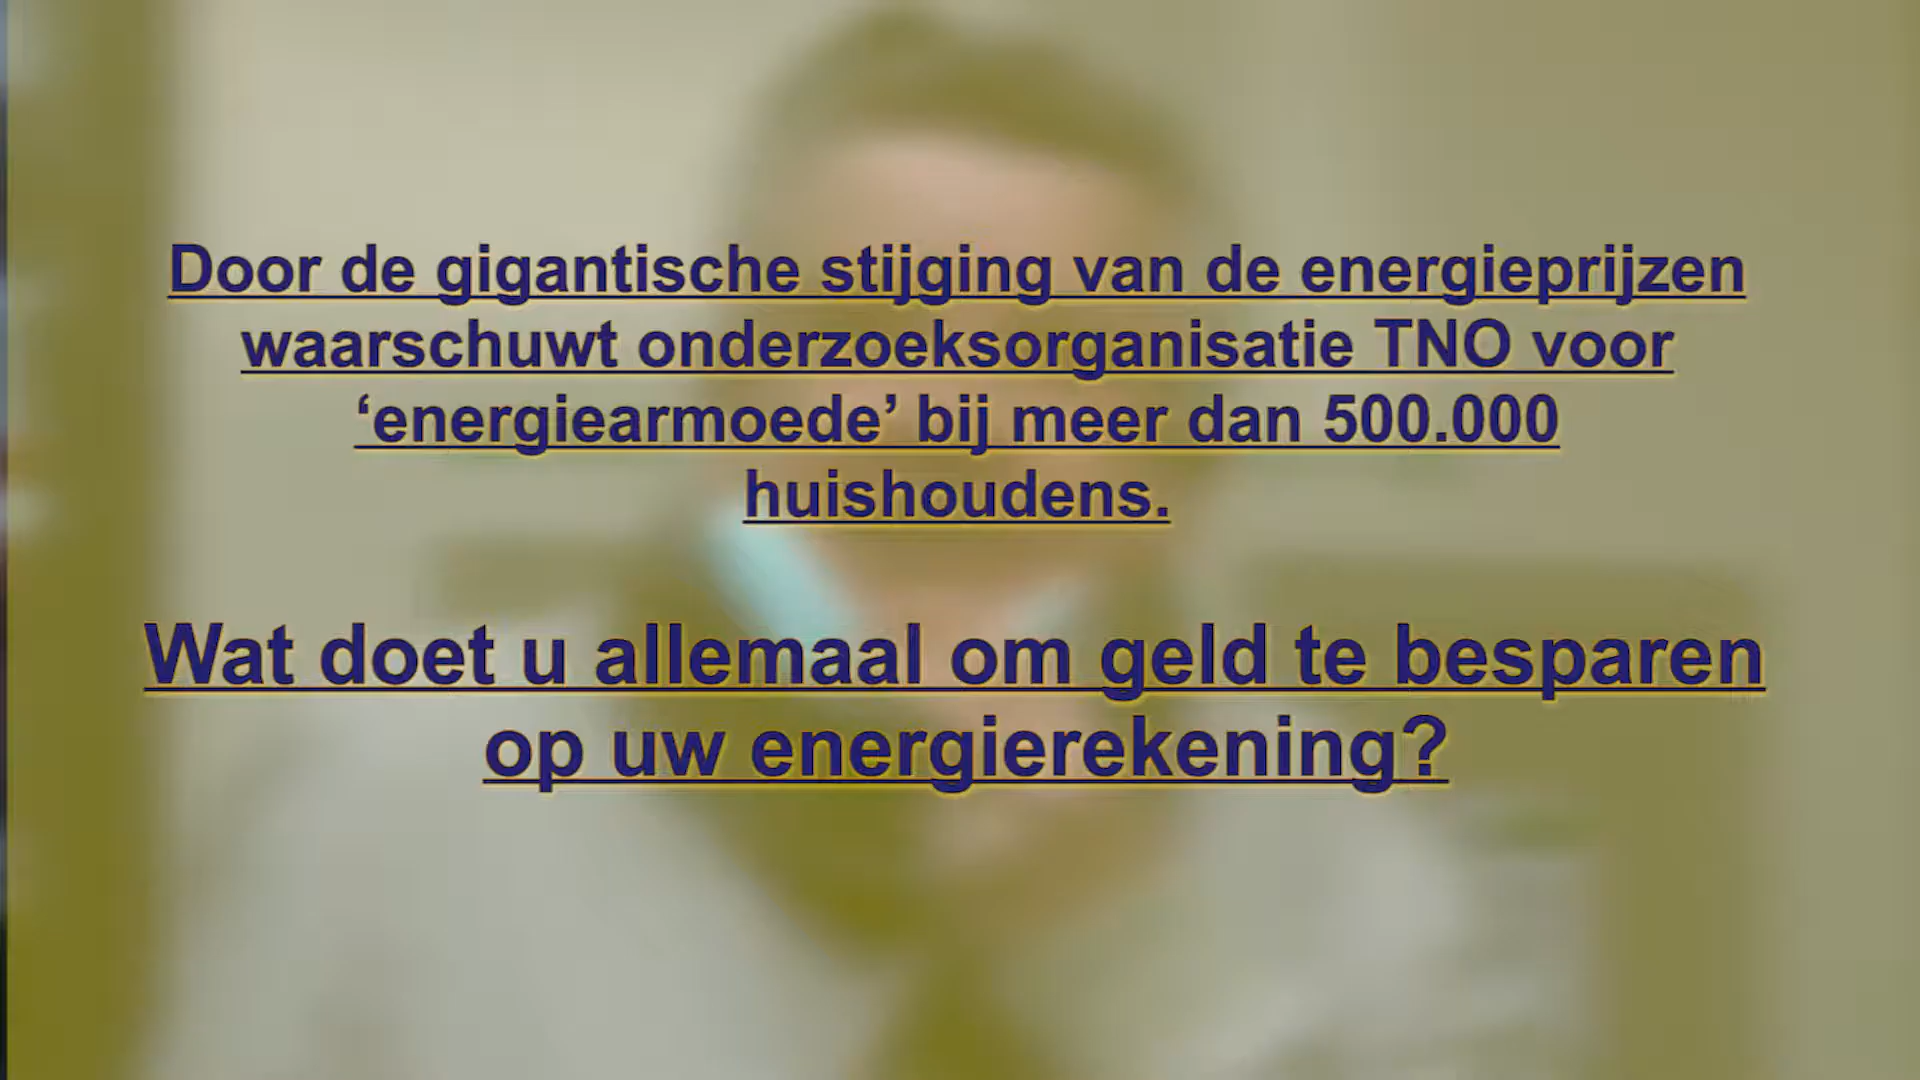 Door de gigantische stijging van de energieprijzen
waarschuwt onderzoeksorganisatie TNO voor
‘energiearmoede’ bij meer dan 500.000
huishoudens.
Wat doet u allemaal om geld te besparen
op uw energierekening?